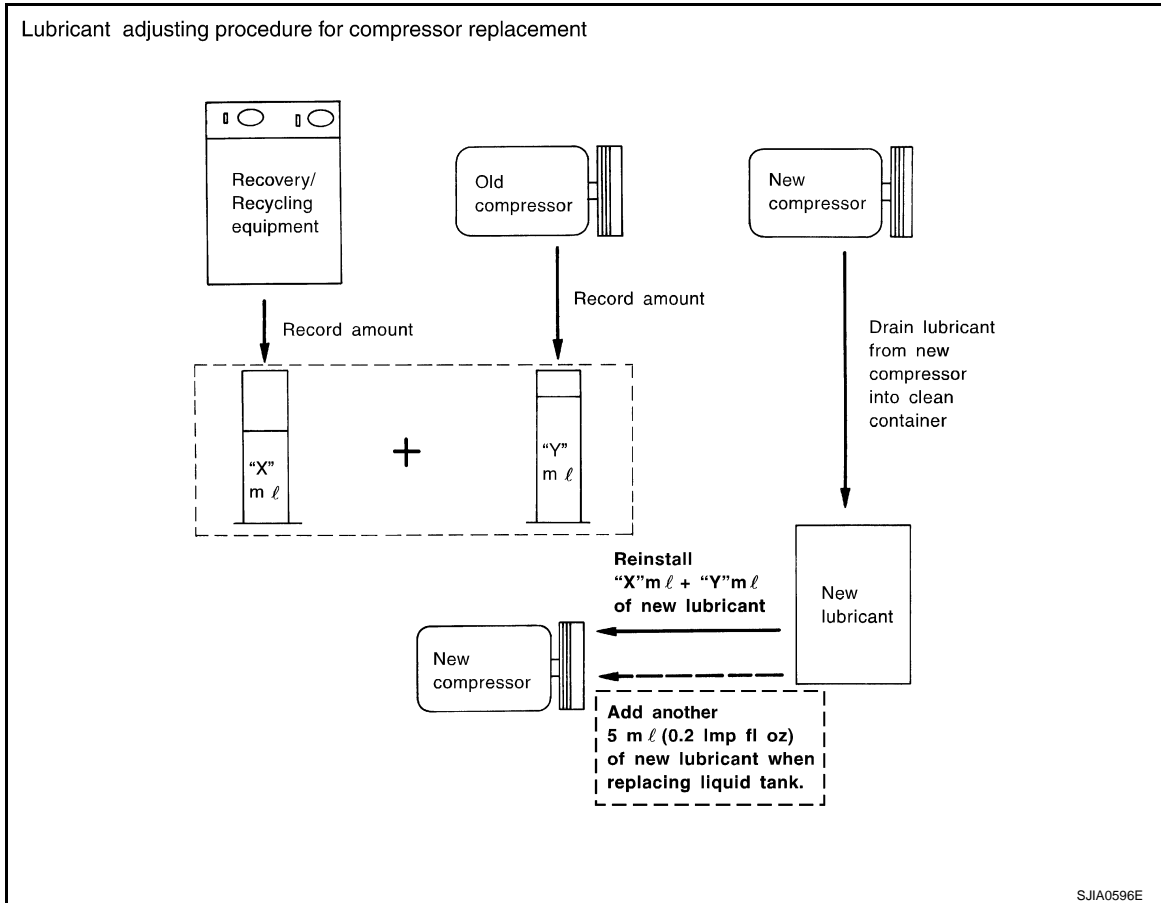 Lubricant adjusting procedure for compressor replacement
Recovery/
Recycling
equipment
Old
compressor
New
compressor
Record amount
Record amount
Drain lubricant
from new
compressor
into clean
container
“X”
m ℓ
+
“Y”
m ℓ
Reinstall
“X”m ℓ + “Y”m ℓ
of new lubricant
New
lubricant
New
compressor
Add another
5 m ℓ (0.2 Imp fl oz)
of new lubricant when
replacing liquid tank.
SJIA0596E